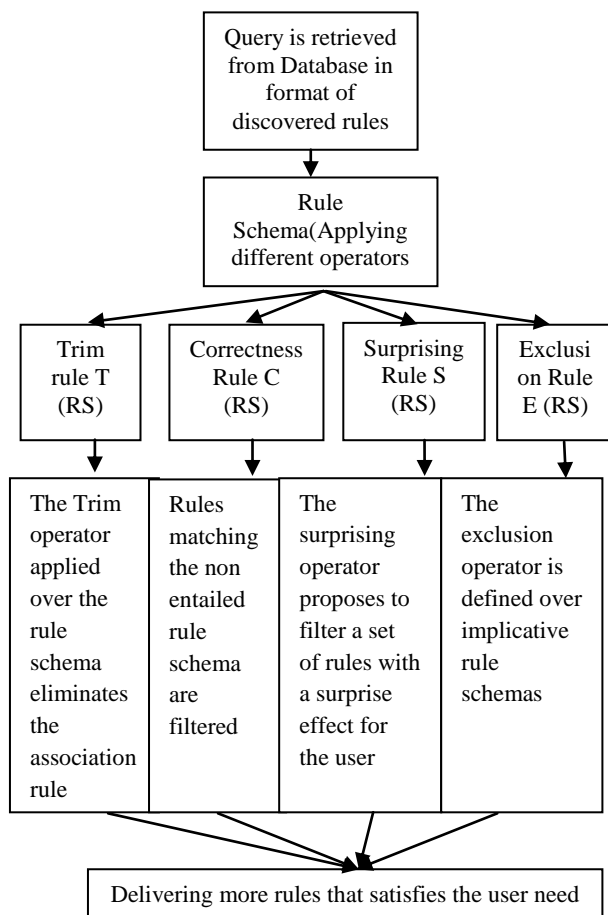 Query is retrieved
from Database in
format of
discovered rules
Rule
Schema(Applying
different operators
Trim
rule T
(RS)
Correctness
Rule C
(RS)
Surprising
Rule S
(RS)
Exclusi
on Rule
E (RS)
The Trim
operator
applied
over the
rule
schema
eliminates
the
association
rule
Rules
matching
the non
entailed
rule
schema
are
filtered
The
surprising
operator
proposes to
filter a set
of rules with
a surprise
effect for
the user
The
exclusion
operator is
defined over
implicative
rule
schemas
Delivering more rules that satisfies the user need